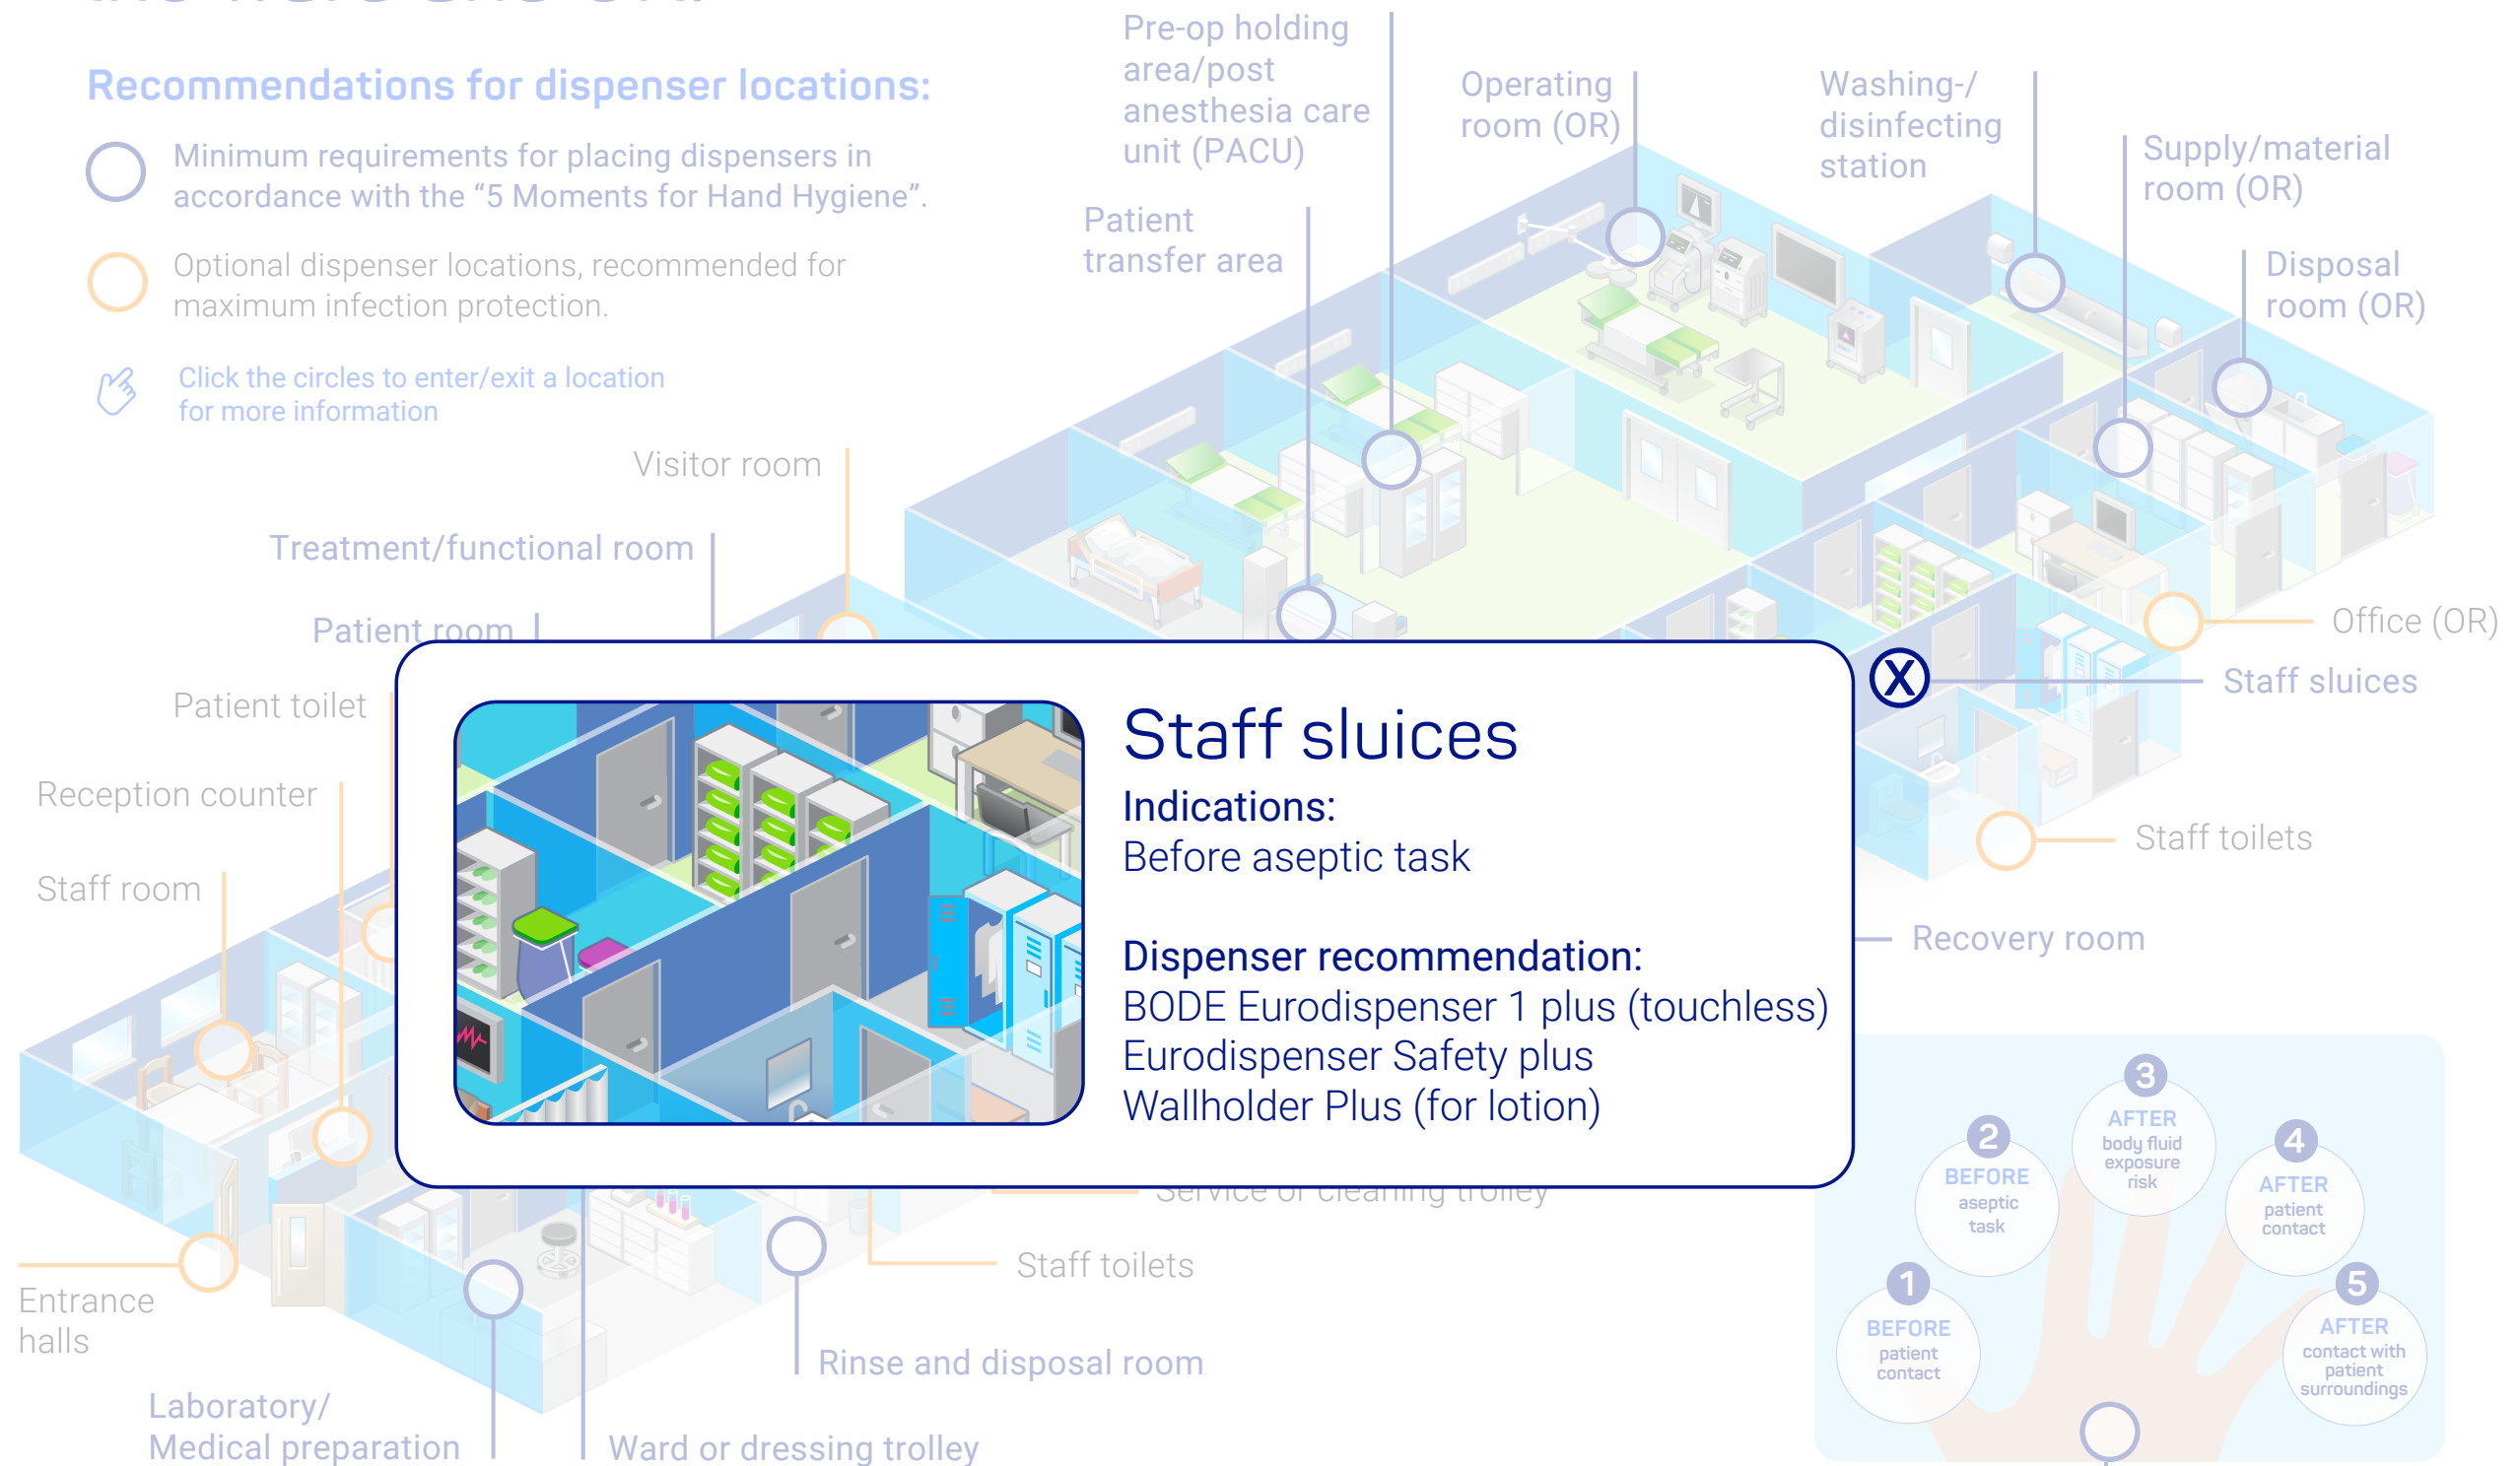 Recommendations for dispenser locations:
Minimum requirements for placing dispensers in
accordance with the “5 Moments for Hand Hygiene”.
Optional dispenser locations, recommended for
maximum infection protection.
Click the circles to enter/exit a location
for more information
Pre-op holding
area/post
anesthesia care
unit (PACU)
Operating
room (OR)
Washing-/
disinfecting
station
Supply/material
room (OR)
Disposal
room (OR)
Patient
transfer area
Visitor room
Treatment/functional room
Patient room
Patient toilet
Reception counter
Staff room
Office (OR)
Staff sluices
Staff toilets
Recovery room
X
Staff sluices
Indications:
Before aseptic task
Dispenser recommendation:
BODE Eurodispenser 1 plus (touchless)
Eurodispenser Safety plus
Wallholder Plus (for lotion)
Service or cleaning trolley
Staff toilets
Rinse and disposal room
Entrance
halls
Laboratory/
Medical preparation
Ward or dressing trolley
1
BEFORE
patient
contact
2
BEFORE
aseptic
task
3
AFTER
body fluid
exposure
risk
4
AFTER
patient
contact
5
AFTER
contact with
patient
surroundings